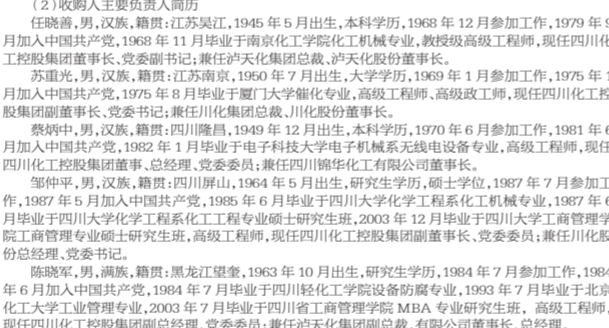 （2）收购人主要负责人简历
任晓善，男，汉族，籍贯：江苏吴江，1945 年 5 月出生，本科学历，1968 年 12 月参加工作，1979 年 9
月加入中国共产党，1968 年 11 月毕业于南京化工学院化工机械专业，教授级高级工程师，现任四川化
工控股集团董事长、党委副书记；兼任泸天化集团总裁、泸天化股份董事长。
苏重光，男，汉族，籍贯：江苏南京，1950 年 7 月出生，大学学历，1969 年 1 月参加工作，1975 年 1
月加入中国共产党，1975 年 8 月毕业于厦门大学催化专业，高级工程师、高级政工师，现任四川化工控
股集团副董事长、党委书记；兼任川化集团总裁、川化股份董事长。
蔡炳中，男，汉族，籍贯：四川隆昌，1949 年 12 月出生，本科学历，1970 年 6 月参加工作，1981 年 6
月加入中国共产党，1982 年 1 月毕业于电子科技大学电子机械系无线电设备专业，高级工程师，现任
四川化工控股集团董事、总经理、党委委员；兼任四川锦华化工有限公司董事长。
邹仲平，男，汉族，籍贯：四川屏山，1964 年 5 月出生，研究生学历，硕士学位，1987 年 7 月参加工
作，1987 年 5 月加入中国共产党，1985 年 6 月毕业于四川大学化学工程系化工机械专业，1987 年 6
月毕业于四川大学化学工程系化工工程专业硕士研究生班，2003 年 12 月毕业于四川大学工商管理学
院工商管理专业硕士研究生班，高级工程师，现任四川化工控股集团副董事长、党委委员；兼任川化股
份总经理、党委书记。
陈晓军，男，满族，籍贯：黑龙江望奎，1963 年 10 月出生，研究生学历，1984 年 7 月参加工作，1984
年 6 月加入中国共产党，1984 年 7 月毕业于四川轻化工学院设备防腐专业，1993 年 7 月毕业于北京
化工大学工业管理专业，2003 年 7 月毕业于四川省工商管理学院 MBA 专业研究生班，高级工程师，
现任四川化工控股集团副总经理、党委委员；兼任泸天化集团副总裁、有限公司董事长、总经理。